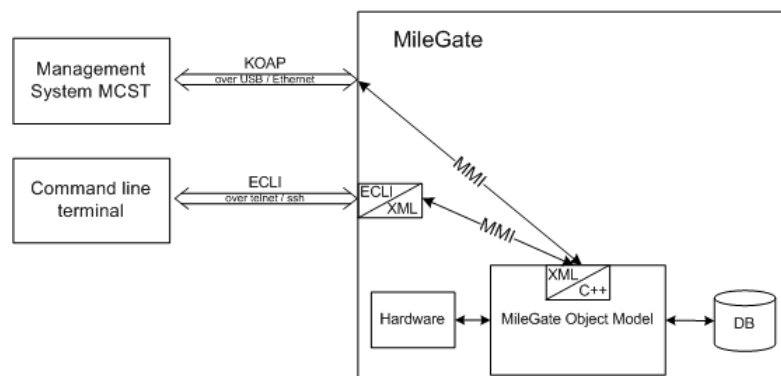 MileGate
Management
System MCST
KOAP
over USB / Ethernet
MMI
Command line
terminal
ECLI
over telnet / ssh
ECLI
XML
MMI
XML
C++
Hardware
MileGate Object Model
DB